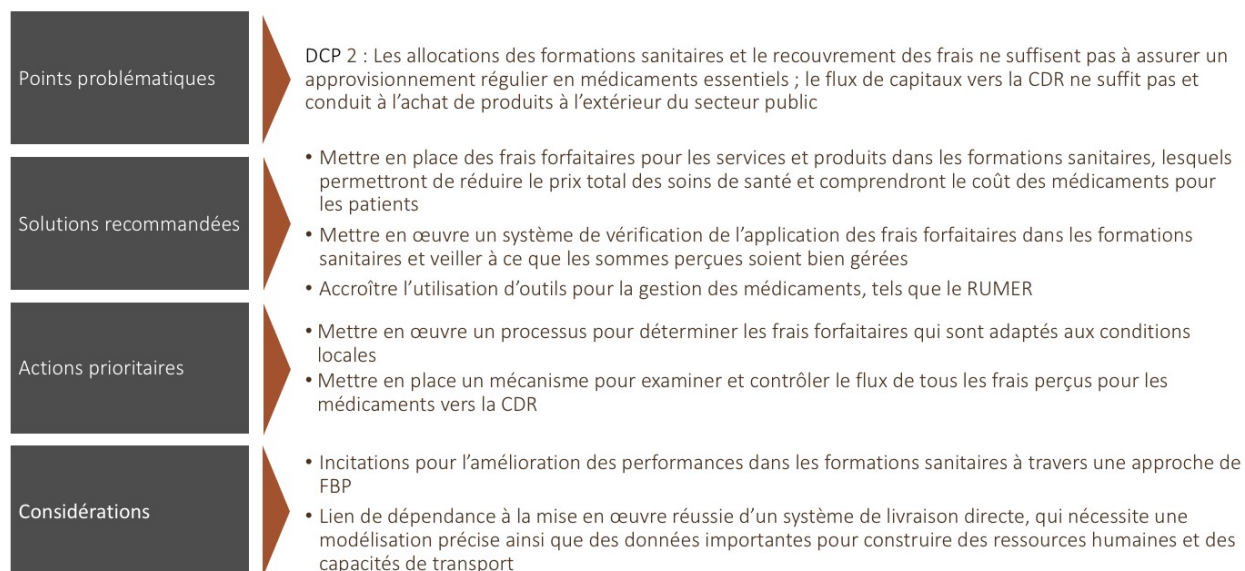 Points problématiques
DCP 2 : Les allocations des formations sanitaires et le recouvrement des frais ne suffisent pas à assurer un
approvisionnement régulier en médicaments essentiels ; le flux de capitaux vers la CDR ne suffit pas et
conduit à l’achat de produits à l’extérieur du secteur public
Solutions recommandées
• Mettre en place des frais forfaitaires pour les services et produits dans les formations sanitaires, lesquels
permettront de réduire le prix total des soins de santé et comprendront le coût des médicaments pour
les patients
• Mettre en œuvre un système de vérification de l’application des frais forfaitaires dans les formations
sanitaires et veiller à ce que les sommes perçues soient bien gérées
• Accroître l’utilisation d’outils pour la gestion des médicaments, tels que le RUMER
Actions prioritaires
• Mettre en œuvre un processus pour déterminer les frais forfaitaires qui sont adaptés aux conditions
locales
• Mettre en place un mécanisme pour examiner et contrôler le flux de tous les frais perçus pour les
médicaments vers la CDR
Considérations
• Incitations pour l’amélioration des performances dans les formations sanitaires à travers une approche de
FBP
• Lien de dépendance à la mise en œuvre réussie d’un système de livraison directe, qui nécessite une
modélisation précise ainsi que des données importantes pour construire des ressources humaines et des
capacités de transport